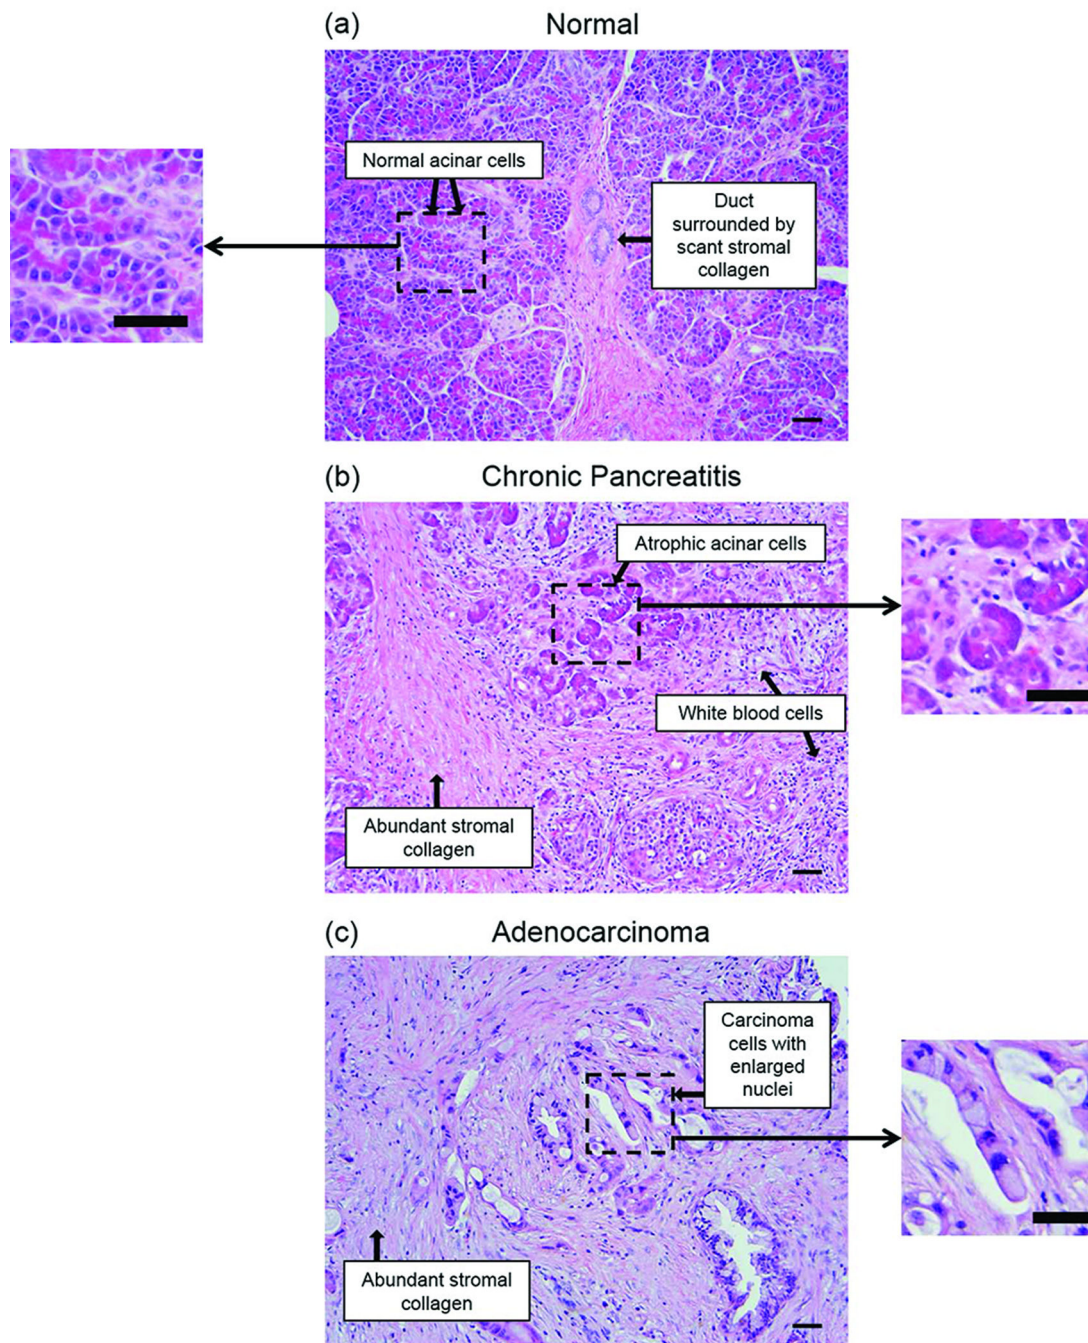 (a) Normal
Normal acinar cells
Duct
surrounded by
scant stromal
collagen
(b) Chronic Pancreatitis
Atrophic acinar cells
White blood cells
Abundant stromal
collagen
(c) Adenocarcinoma
Carcinoma
cells with
enlarged
nuclei
Abundant stromal
collagen